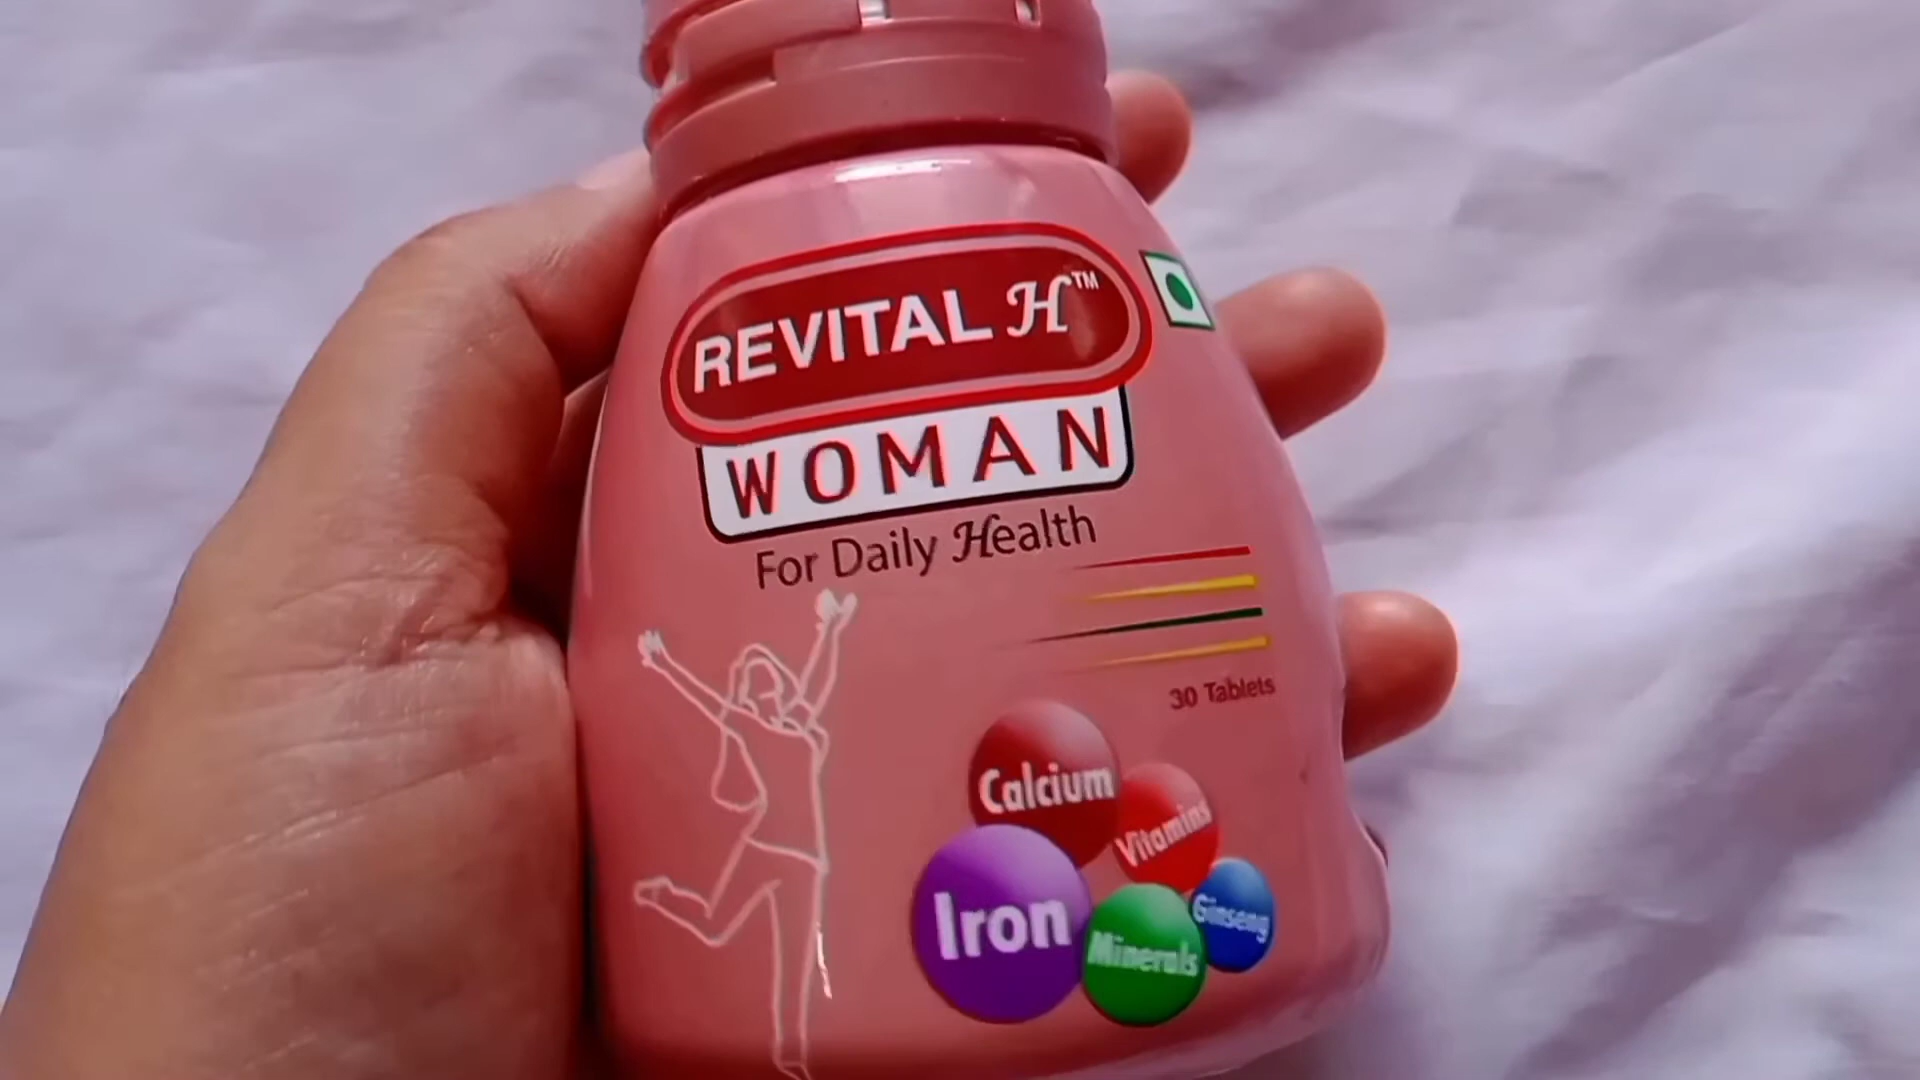 REVITAL H™
WOMAN
For Daily Health
30 Tablets
Calcium
Vitamins
Iron
Ginseng
Minerals